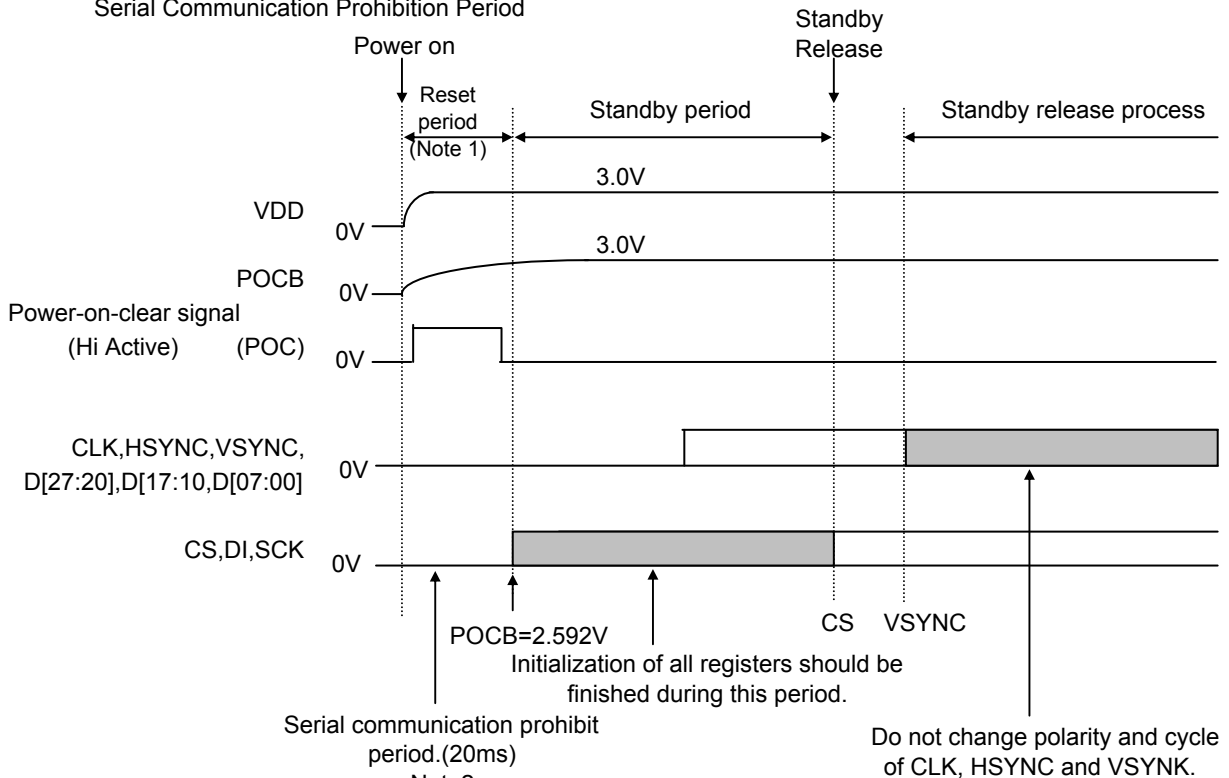 Serial Communication Prohibition Period
Power on
Standby
Release
Reset
period
(Note 1)
Standby period
Standby release process
VDD
0V
3.0V
POCB
0V
3.0V
Power-on-clear signal
(Hi Active) (POC)
0V
CLK,HSYNC,VSYNC,
D[27:20],D[17:10,D[07:00]
0V
CS,DI,SCK
0V
POCB=2.592V
CS
VSYNC
Initialization of all registers should be
finished during this period.
Serial communication prohibit
period.(20ms)
Do not change polarity and cycle
of CLK, HSYNC and VSYNK.